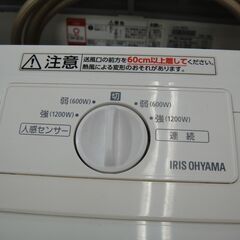 注意
送風口の前方を60cm以上離してください
熱風による変形のおそれがあります
切
弱(600W)
弱(600W)
強(1200W)
強(1200W)
人感センサー
連続
IRIS OHYAMA